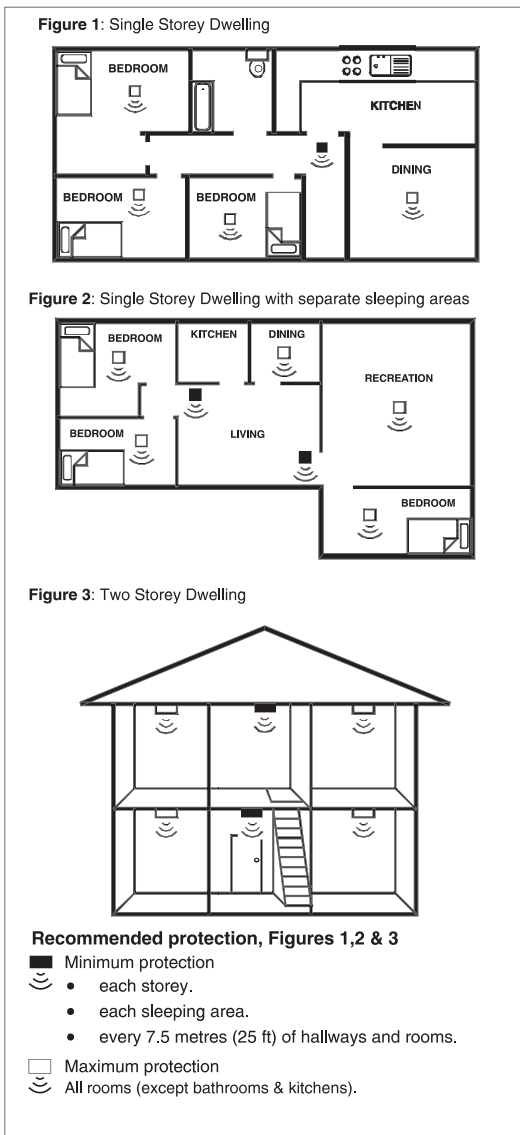 Figure 1: Single Storey Dwelling
BEDROOM
KITCHEN
DINING
BEDROOM
BEDROOM
Figure 2: Single Storey Dwelling with separate sleeping areas
BEDROOM
KITCHEN
DINING
RECREATION
BEDROOM
LIVING
BEDROOM
Figure 3: Two Storey Dwelling
Recommended protection, Figures 1,2 & 3
Minimum protection
• each storey.
• each sleeping area.
• every 7.5 metres (25 ft) of hallways and rooms.
Maximum protection
All rooms (except bathrooms & kitchens).